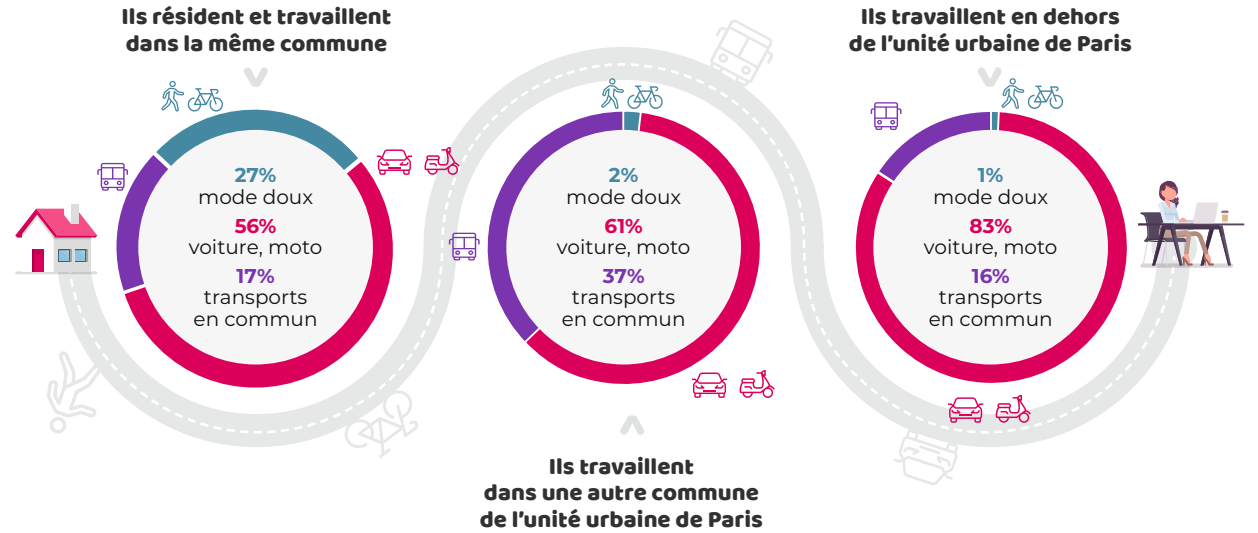 Ils résident et travaillent
dans la même commune
27%
mode doux
56%
voiture, moto
17%
transports
en commun
2%
mode doux
61%
voiture, moto
37%
transports
en commun
Ils travaillent
dans une autre commune
de l'unité urbaine de Paris
Ils travaillent en dehors
de l'unité urbaine de Paris
1%
mode doux
83%
voiture, moto
16%
transports
en commun